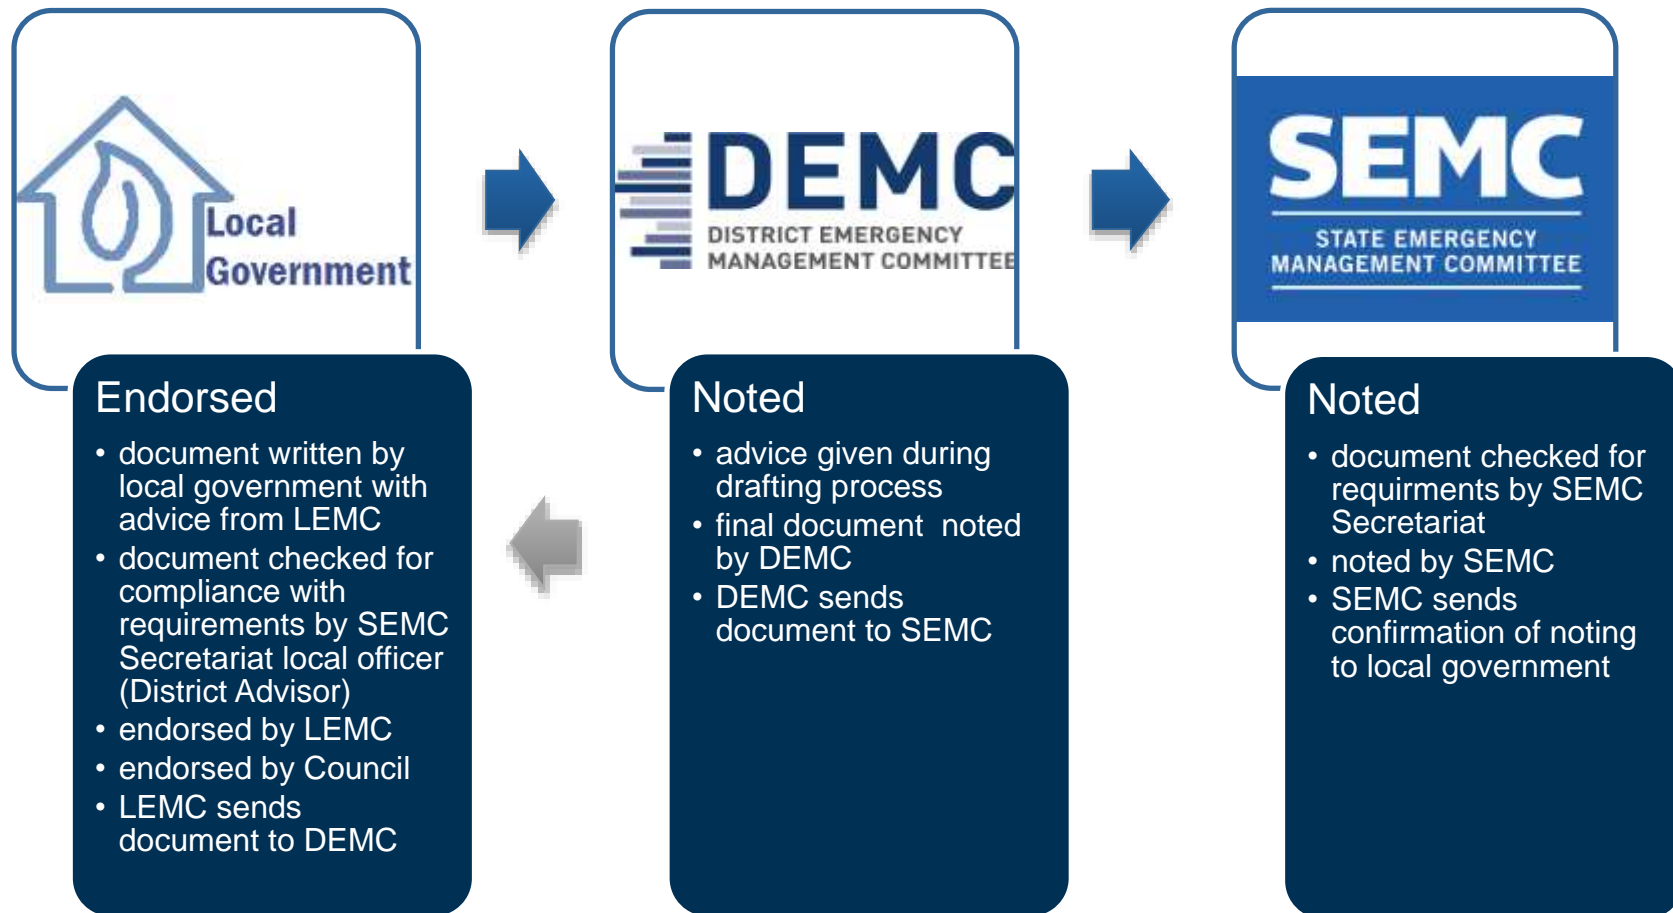 Local
Government
DEMC
DISTRICT EMERGENCY
MANAGEMENT COMMITTEE
SEMC
STATE EMERGENCY
MANAGEMENT COMMITTEE
Endorsed
• document written by
local government with
advice from LEMC
• document checked for
compliance with
requirements by SEMC
Secretariat local officer
(District Advisor)
• endorsed by LEMC
• endorsed by Council
• LEMC sends
document to DEMC
Noted
• advice given during
drafting process
• final document noted
by DEMC
• DEMC sends
document to SEMC
Noted
• document checked for
requirments by SEMC
Secretariat
• noted by SEMC
• SEMC sends
confirmation of noting
to local government